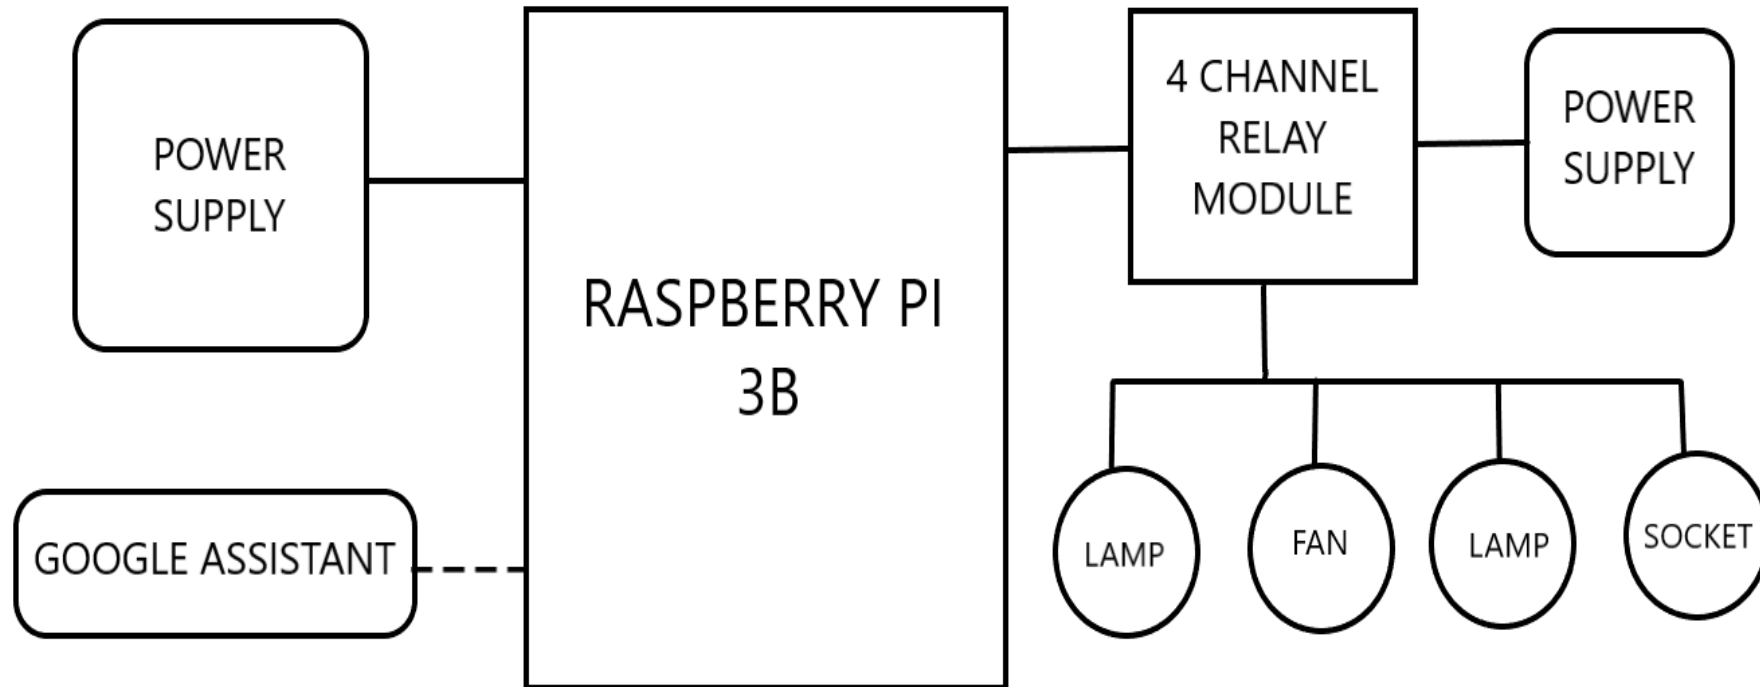 POWER
SUPPLY
GOOGLE ASSISTANT
RASPBERRY PI
3B
4 CHANNEL
RELAY
MODULE
POWER
SUPPLY
LAMP
FAN
LAMP
SOCKET